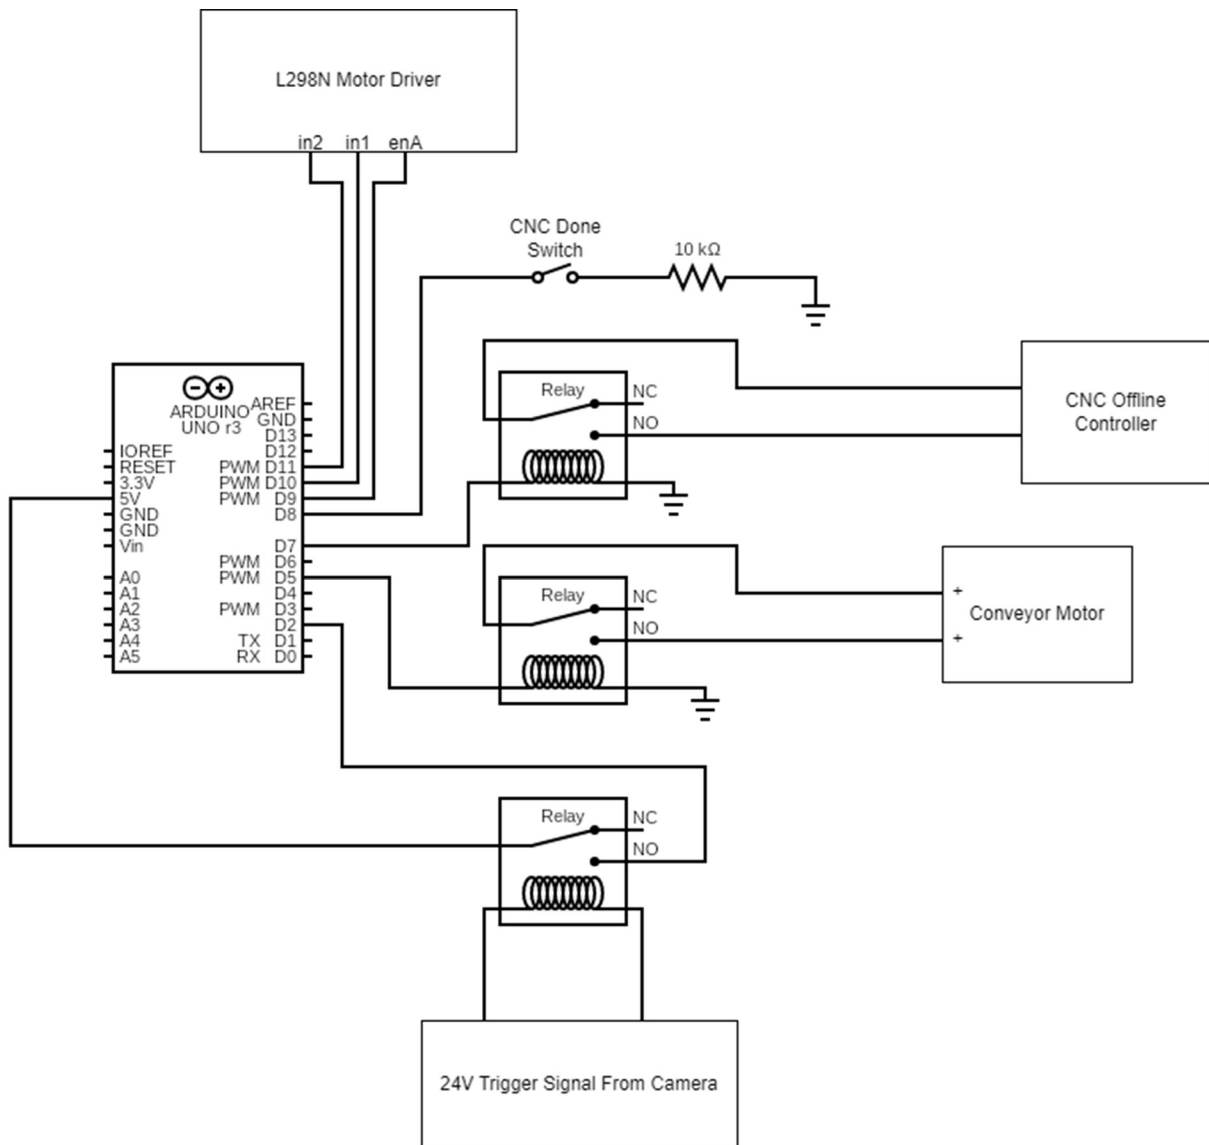 L298N Motor Driver
in2 in1 enA
CNC Done
Switch
10 kΩ
ARDUINO
UNO r3
AREF
GND
D13
D12
PWM D11
PWM D10
PWM D9
D8
D7
PWM D6
PWM D5
D4
PWM D3
D2
TX D1
RX D0
IOREF
RESET
3.3V
5V
GND
GND
Vin
A0
A1
A2
A3
A4
A5
Relay
NC
NO
CNC Offline
Controller
Relay
NC
NO
+
Conveyor Motor
+
Relay
NC
NO
24V Trigger Signal From Camera